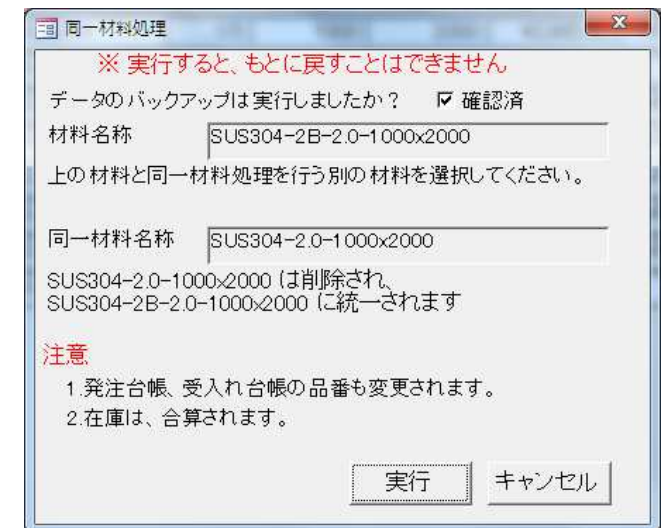 同一材料処理
※ 実行すると、もとに戻すことはできません
データのバックアップは実行しましたか？ 確認済
材料名称 SUS304-2B-2.0-1000x2000
上の材料と同一材料処理を行う別の材料を選択してください。
同一材料名称 SUS304-2.0-1000x2000
SUS304-2.0-1000x2000 は削除され、
SUS304-2B-2.0-1000x2000 に統一されます
注意
1.発注台帳、受入れ台帳の品番も変更されます。
2.在庫は、合算されます。
実行 キャンセル